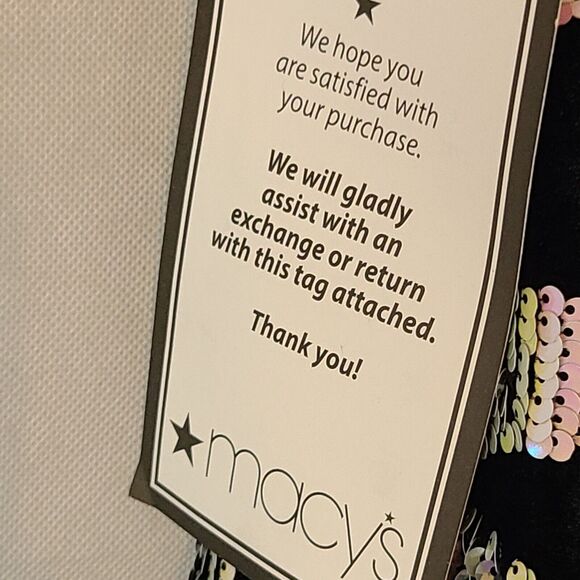 We hope you
are satisfied with
your purchase.
We will gladly
assist with an
exchange or return
with this tag attached.
Thank you!
macy's